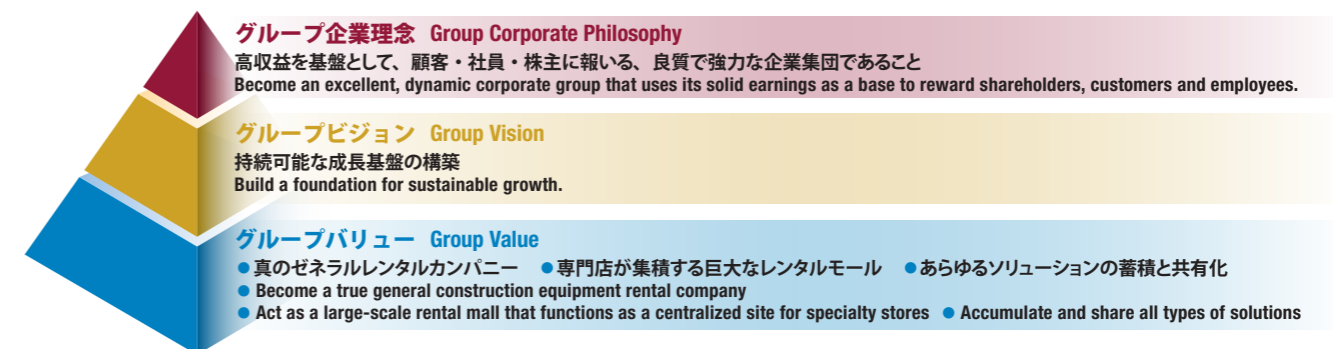 グループ企業理念 Group Corporate Philosophy
高収益を基盤として、顧客・社員・株主に報いる、良質で強力な企業集団であること
Become an excellent, dynamic corporate group that uses its solid earnings as a base to reward shareholders, customers and employees.
グループビジョン Group Vision
持続可能な成長基盤の構築
Build a foundation for sustainable growth.
グループバリュー Group Value
●真のゼネラルレンタルカンパニー ●専門店が集積する巨大なレンタルモール ●あらゆるソリューションの蓄積と共有化
● Become a true general construction equipment rental company
● Act as a large-scale rental mall that functions as a centralized site for specialty stores ● Accumulate and share all types of solutions